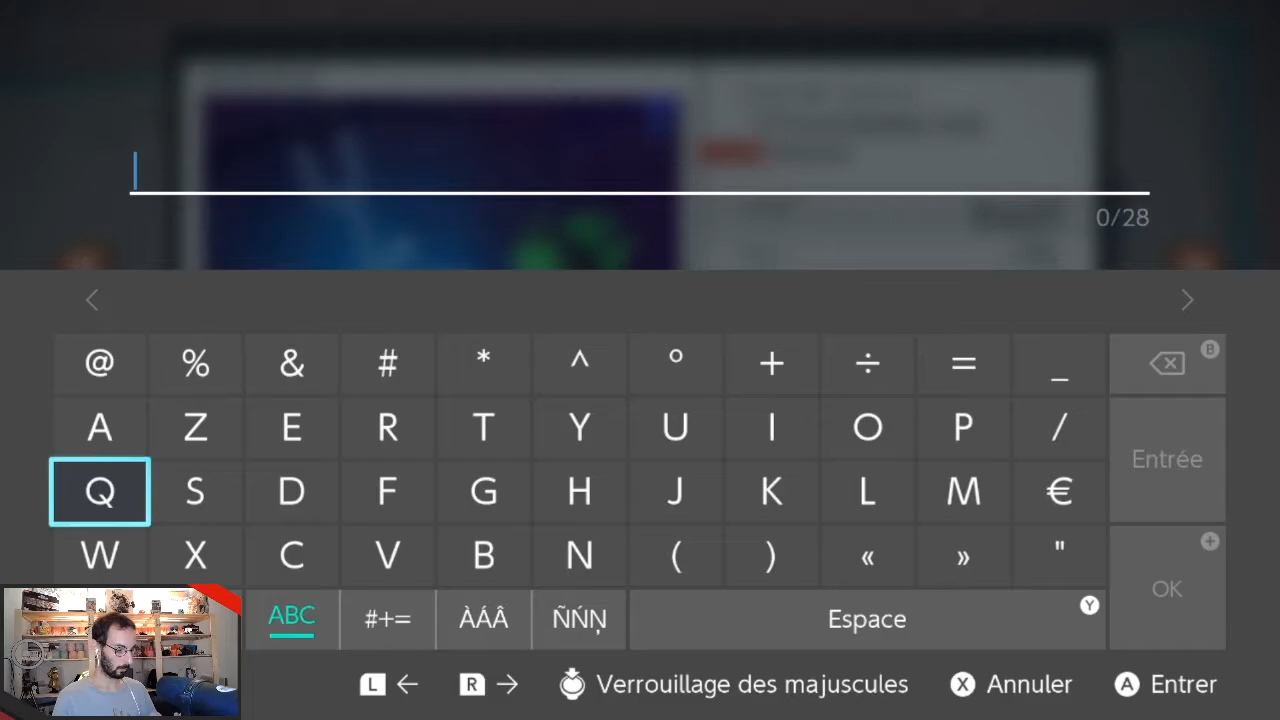 0/28
@ % & # * ^ ° + ÷ = _ B
A Z E R T Y U I O P /
Entrée
Q S D F G H J K L M €
W X C V B N ( ) « » "
OK
ABC #+= ÀÁÂ ÑŃŅ Espace Y
L ← R → Verrouillage des majuscules X Annuler A Entrer